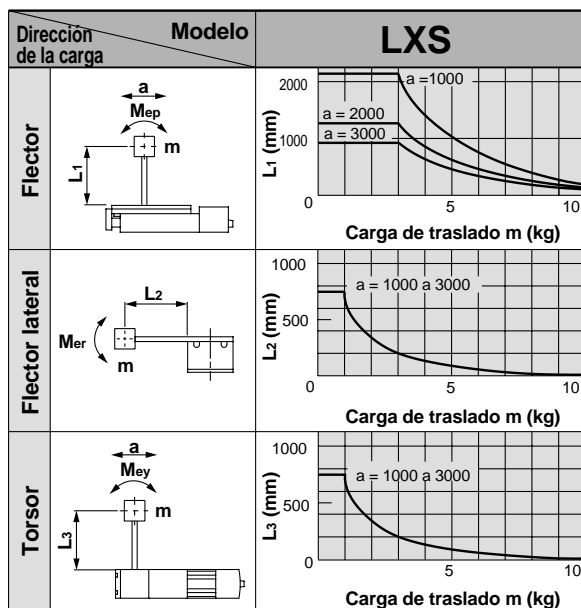 Modelo
Dirección
de la carga
LXS
Flector
a
Mep
m
L1
L1 (mm)
2000
1000
0
a =1000
a = 2000
a = 3000
5
10
Carga de traslado m (kg)
Flector lateral
L2
Mer
m
L2 (mm)
1000
500
0
a = 1000 a 3000
5
10
Carga de traslado m (kg)
Torsor
a
Mey
m
L3
L3 (mm)
1000
500
0
a = 1000 a 3000
5
10
Carga de traslado m (kg)